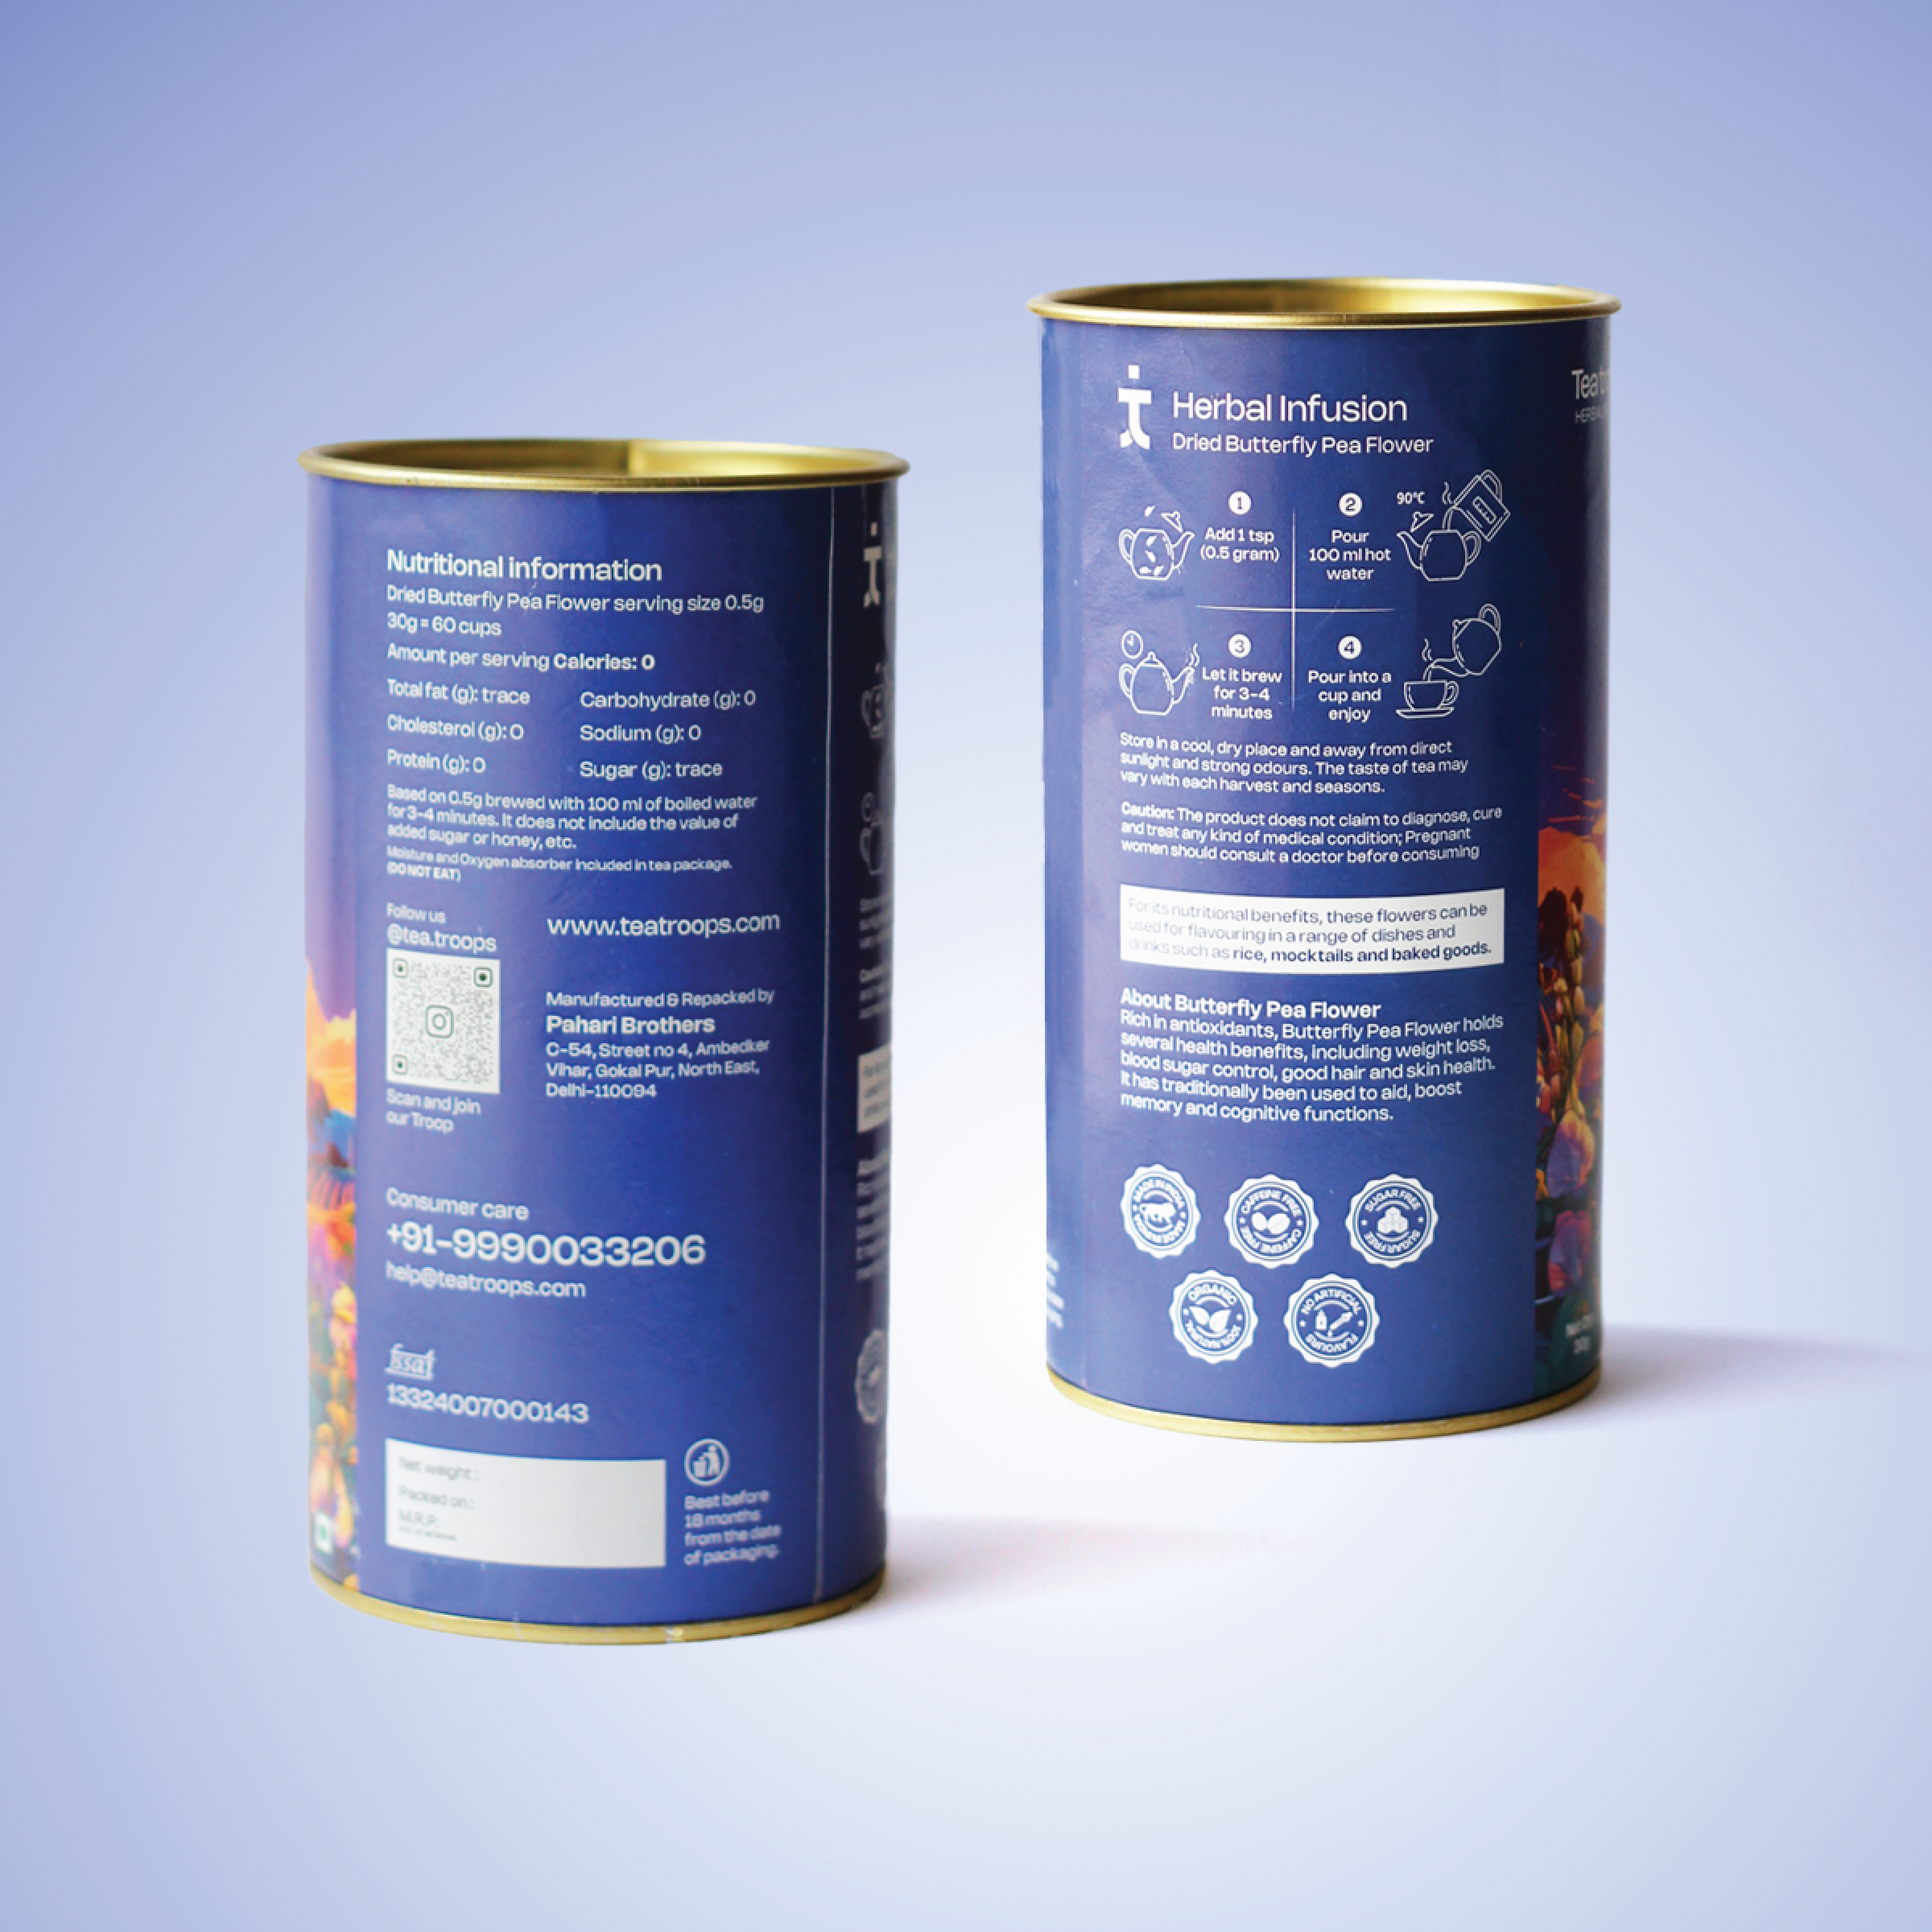 Nutritional information
Dried Butterfly Pea Flower serving size 0.5g
30g = 60 cups
Amount per serving Calories: 0
Total fat (g): trace
Carbohydrate (g): 0
Cholesterol (g): 0
Sodium (g): 0
Protein (g): 0
Sugar (g): trace
Based on 0.5g brewed with 100 ml of boiled water
for 3-4 minutes. It does not include the value of
added sugar or honey, etc.
Moisture and Oxygen absorber included in tea package.
(DO NOT EAT)
Follow us
@tea.troops
Scan and join
our Troop
www.teatroops.com
Manufactured & Repacked by
Pahari Brothers
C-54, Street no 4, Ambedker
Vihar, Gokal Pur, North East,
Delhi-110094
Consumer care
+91-9990033206
help@teatroops.com
fssai
13324007000143
Net weight :
Packed on :
M.R.P.
Best before
18 months
from the date
of packaging.
Herbal Infusion
Dried Butterfly Pea Flower
1
Add 1 tsp
(0.5 gram)
2
Pour
100 ml hot
water
90°C
3
Let it brew
for 3-4
minutes
4
Pour into a
cup and
enjoy
Store in a cool, dry place and away from direct
sunlight and strong odours. The taste of tea may
vary with each harvest and seasons.
Caution: The product does not claim to diagnose, cure
and treat any kind of medical condition; Pregnant
women should consult a doctor before consuming
For its nutritional benefits, these flowers can be
used for flavouring in a range of dishes and
drinks such as rice, mocktails and baked goods.
About Butterfly Pea Flower
Rich in antioxidants, Butterfly Pea Flower holds
several health benefits, including weight loss,
blood sugar control, good hair and skin health.
It has traditionally been used to aid, boost
memory and cognitive functions.
MADE IN INDIA
MADE IN INDIA
CAFFEINE FREE
CAFFEINE FREE
SUGAR FREE
SUGAR FREE
ORGANIC
100% NATURAL
NO ARTIFICIAL
FLAVOURS